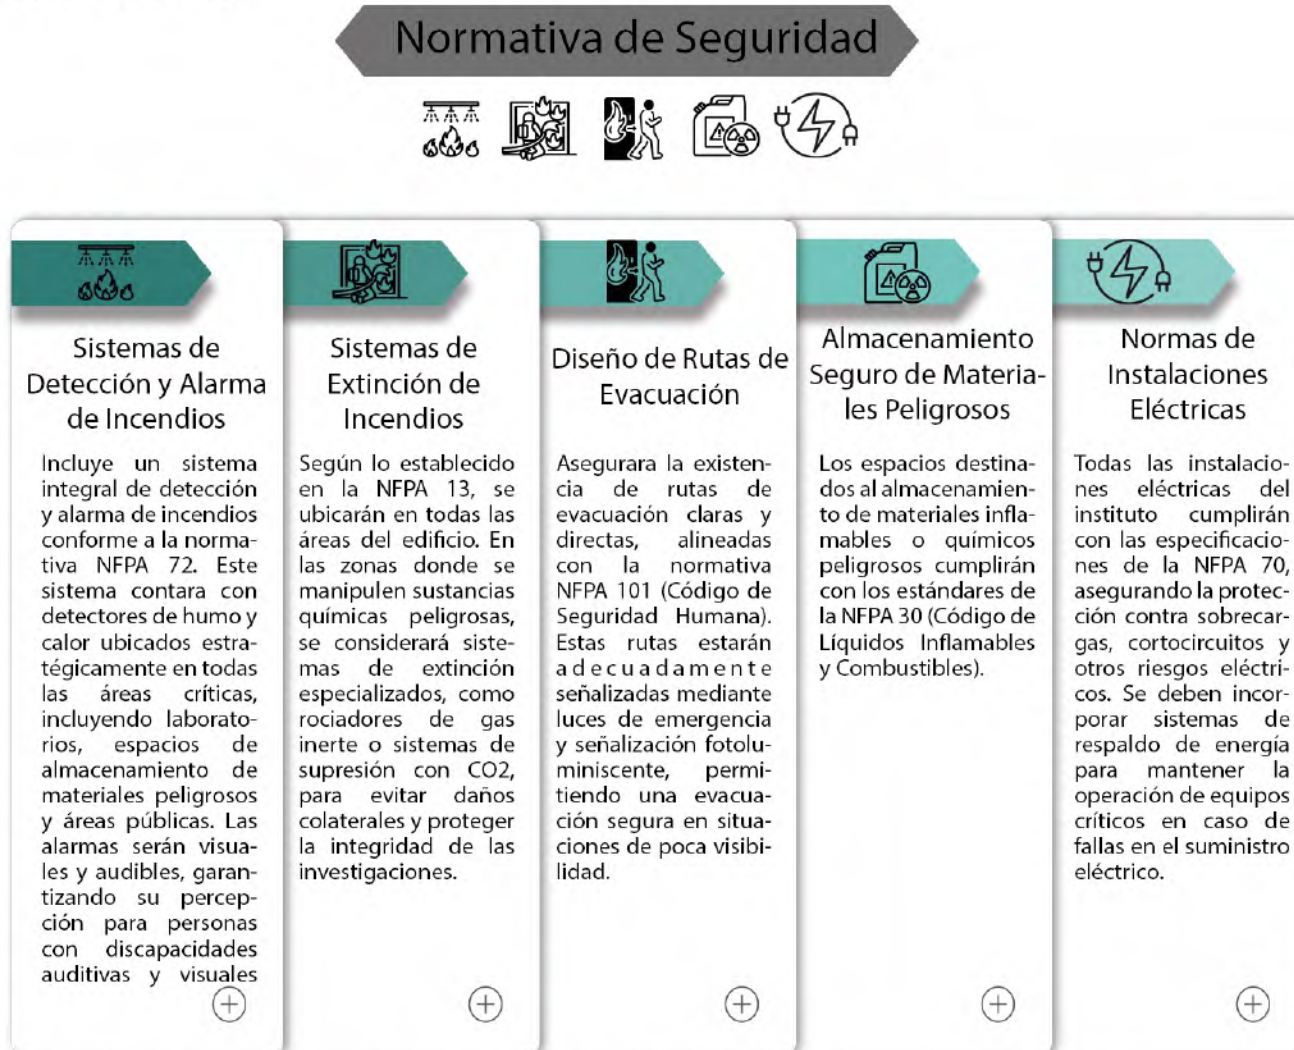 Normativa de Seguridad
Sistemas de
Detección y Alarma
de Incendios
Incluye un sistema
integral de detección
y alarma de incendios
conforme a la norma-
tiva NFPA 72. Este
sistema contara con
detectores de humo y
calor ubicados estra-
tégicamente en todas
las áreas críticas,
incluyendo laborato-
rios, espacios de
almacenamiento de
materiales peligrosos
y áreas públicas. Las
alarmas serán visua-
les y audibles, garan-
tizando su percep-
ción para personas
con discapacidades
auditivas y visuales
Sistemas de
Extinción de
Incendios
Según lo establecido
en la NFPA 13, se
ubicarán en todas las
áreas del edificio. En
las zonas donde se
manipulen sustancias
químicas peligrosas,
se considerará siste-
mas de extinción
especializados, como
rociadores de gas
inerte o sistemas de
supresión con CO2,
para evitar daños
colaterales y proteger
la integridad de las
investigaciones.
Diseño de Rutas de
Evacuación
Asegurara la existen-
cia de rutas de
evacuación claras y
directas, alineadas
con la normativa
NFPA 101 (Código de
Seguridad Humana).
Estas rutas estarán
adecuadamente
señalizadas mediante
luces de emergencia
y señalización fotolu-
miniscente, permi-
tiendo una evacua-
ción segura en situa-
ciones de poca visibi-
lidad.
Almacenamiento
Seguro de Materia-
les Peligrosos
Los espacios destina-
dos al almacenamien-
to de materiales infla-
mables o químicos
peligrosos cumplirán
con los estándares de
la NFPA 30 (Código de
Líquidos Inflamables
y Combustibles).
Normas de
Instalaciones
Eléctricas
Todas las instalacio-
nes eléctricas del
instituto cumplirán
con las especificacio-
nes de la NFPA 70,
asegurando la protec-
ción contra sobrecar-
gas, cortocircuitos y
otros riesgos eléctri-
cos. Se deben incor-
porar sistemas de
respaldo de energía
para mantener la
operación de equipos
críticos en caso de
fallas en el suministro
eléctrico.